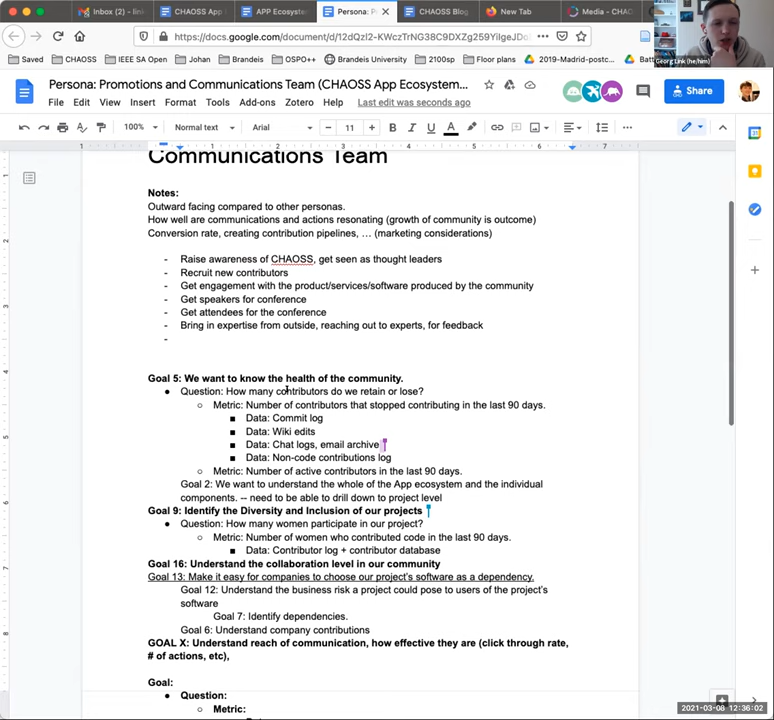 Inbox (0) - lin
CHAOSS App
APP Ecosyste
Persona: Pro
CHAOSS Blog
New Tab
Media - CHAO
https://docs.google.com/document/d/12dQzI2-KWczTrNG38C9DXZg259YiIgeJDo
Georg Link (he/him)
Saved
CHAOSS
IEEE SA Open
Johan
Brandeis
OSPO++
Brandeis University
2100sp
Floor plans
2019-Madrid-postc...
Persona: Promotions and Communications Team (CHAOSS App Ecosystem...
File Edit View Insert Format Tools Add-ons Zotero Help Last edit was seconds ago
Share
100% Normal text Arial 11 B I U A
Communications Team
Notes:
Outward facing compared to other personas.
How well are communications and actions resonating (growth of community is outcome)
Conversion rate, creating contribution pipelines, ... (marketing considerations)
- Raise awareness of CHAOSS, get seen as thought leaders
- Recruit new contributors
- Get engagement with the product/services/software produced by the community
- Get speakers for conference
- Get attendees for the conference
- Bring in expertise from outside, reaching out to experts, for feedback
-
Goal 5: We want to know the health of the community.
● Question: How many contributors do we retain or lose?
○ Metric: Number of contributors that stopped contributing in the last 90 days.
■ Data: Commit log
■ Data: Wiki edits
■ Data: Chat logs, email archive
■ Data: Non-code contributions log
○ Metric: Number of active contributors in the last 90 days.
Goal 2: We want to understand the whole of the App ecosystem and the individual
components. -- need to be able to drill down to project level
Goal 9: Identify the Diversity and Inclusion of our projects
● Question: How many women participate in our project?
○ Metric: Number of women who contributed code in the last 90 days.
■ Data: Contributor log + contributor database
Goal 16: Understand the collaboration level in our community
Goal 13: Make it easy for companies to choose our project's software as a dependency.
Goal 12: Understand the business risk a project could pose to users of the project's
software
Goal 7: Identify dependencies.
Goal 6: Understand company contributions
GOAL X: Understand reach of communication, how effective they are (click through rate,
# of actions, etc),
Goal:
● Question:
○ Metric:
2021-03-08 12:36:02